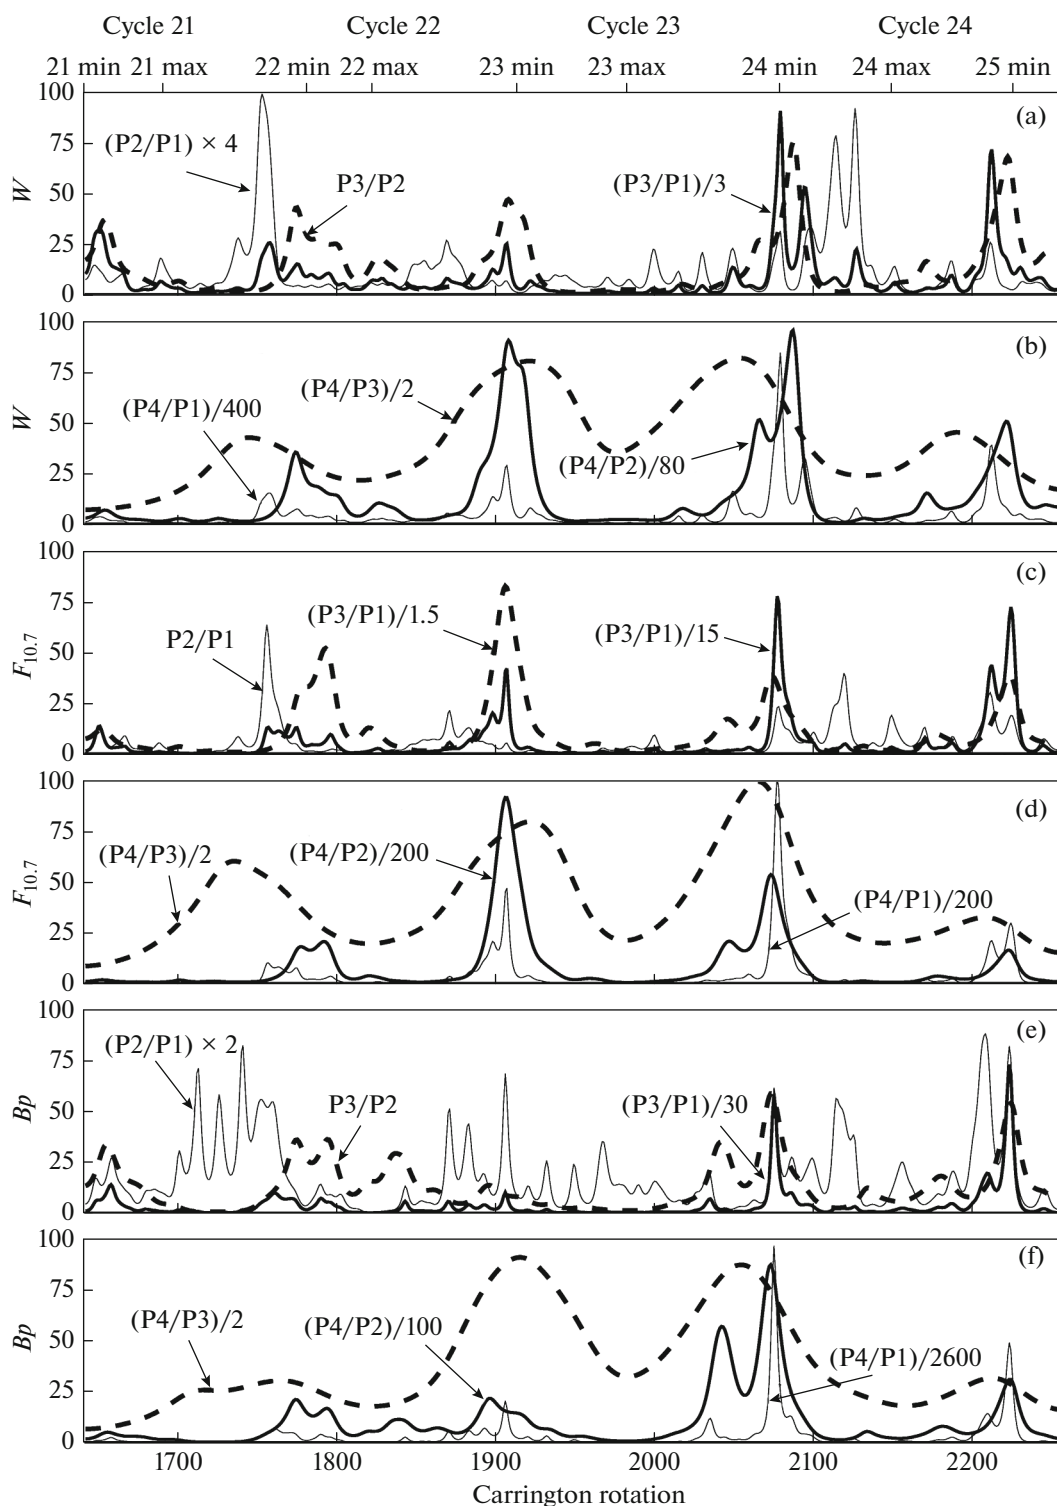 Cycle 21 Cycle 22 Cycle 23 Cycle 24
21 min 21 max 22 min 22 max 23 min 23 max 24 min 24 max 25 min
100
75
50
25
0
W
(a)
(P2/P1) × 4
P3/P2
(P3/P1)/3
100
75
50
25
0
W
(b)
(P4/P3)/2
(P4/P1)/400
(P4/P2)/80
100
75
50
25
0
F10.7
(c)
P2/P1
(P3/P1)/1.5
(P3/P1)/15
100
75
50
25
0
F10.7
(d)
(P4/P3)/2
(P4/P2)/200
(P4/P1)/200
100
75
50
25
0
Bp
(e)
(P2/P1) × 2
P3/P2
(P3/P1)/30
100
75
50
25
0
Bp
(f)
(P4/P3)/2
(P4/P2)/100
(P4/P1)/2600
1700 1800 1900 2000 2100 2200
Carrington rotation